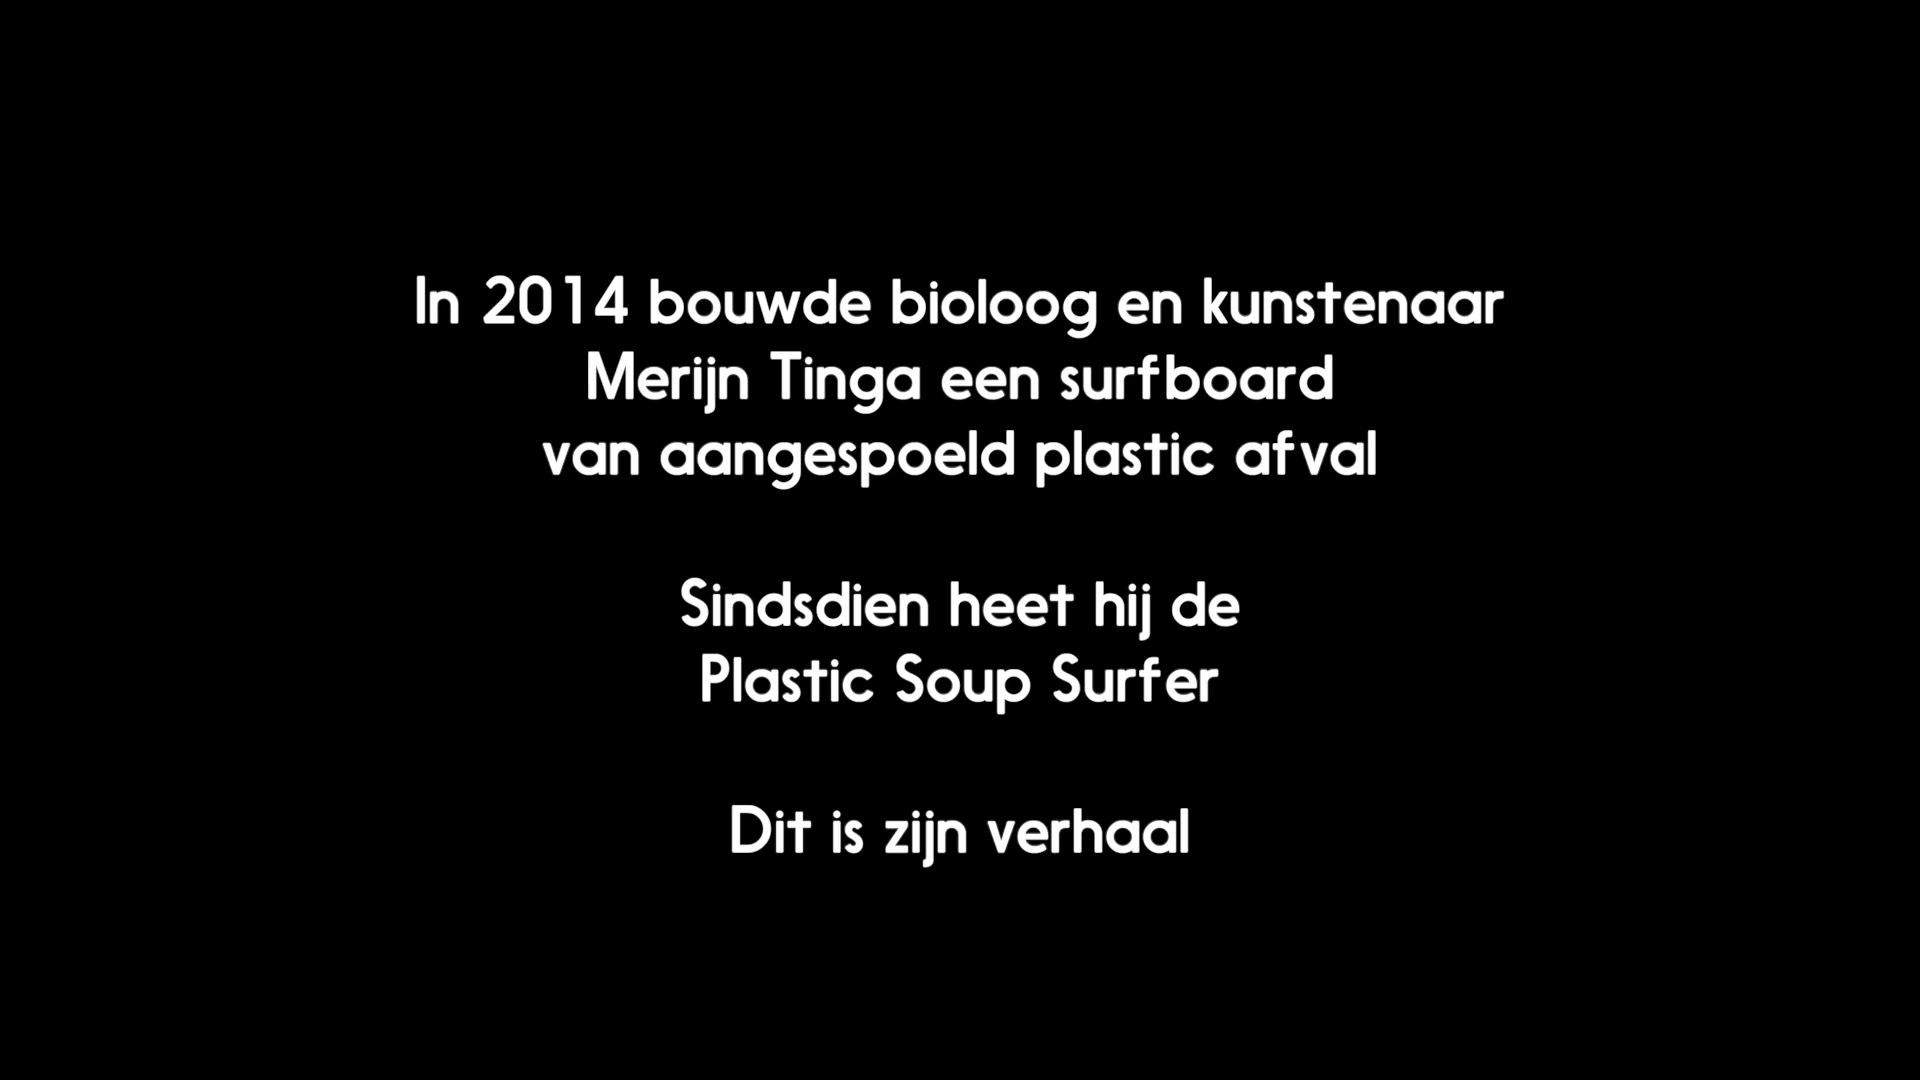 In 2014 bouwde bioloog en kunstenaar
Merijn Tinga een surfboard
van aangespoeld plastic afval
Sindsdien heet hij de
Plastic Soup Surfer
Dit is zijn verhaal